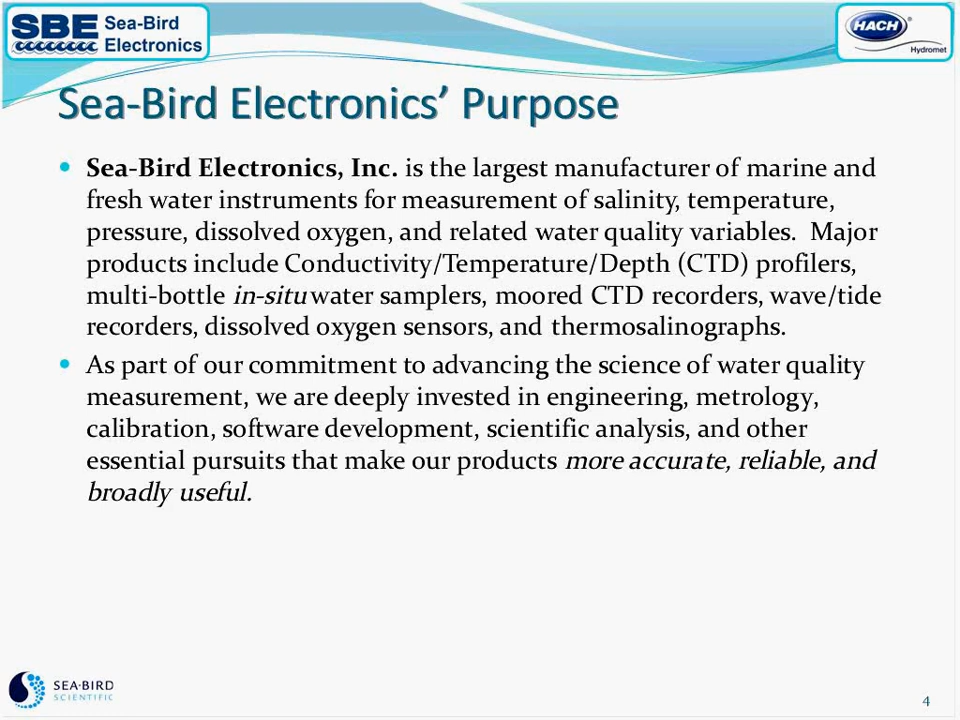 SBE Sea-Bird
Electronics
HACH®
Hydromet
Sea-Bird Electronics’ Purpose
• Sea-Bird Electronics, Inc. is the largest manufacturer of marine and
fresh water instruments for measurement of salinity, temperature,
pressure, dissolved oxygen, and related water quality variables.  Major
products include Conductivity/Temperature/Depth (CTD) profilers,
multi-bottle in-situ water samplers, moored CTD recorders, wave/tide
recorders, dissolved oxygen sensors, and thermosalinographs.
• As part of our commitment to advancing the science of water quality
measurement, we are deeply invested in engineering, metrology,
calibration, software development, scientific analysis, and other
essential pursuits that make our products more accurate, reliable, and
broadly useful.
SEA·BIRD
SCIENTIFIC
4